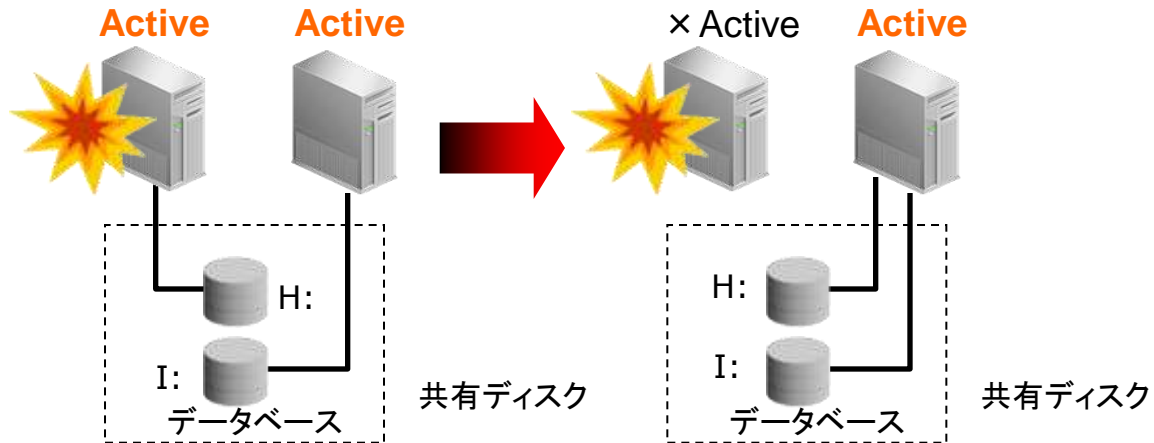 Active
Active
H:
I:
データベース
共有ディスク
× Active
Active
H:
I:
データベース
共有ディスク